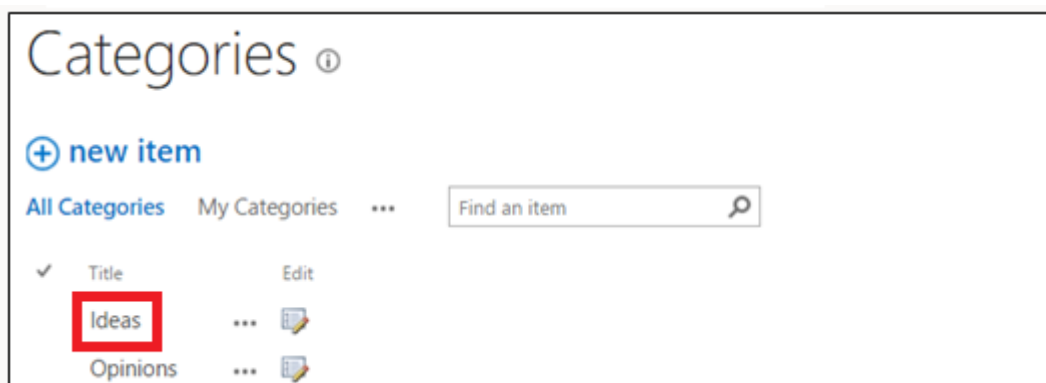 Categories
new item
All Categories My Categories ... Find an item
Title Edit
Ideas ...
Opinions ...